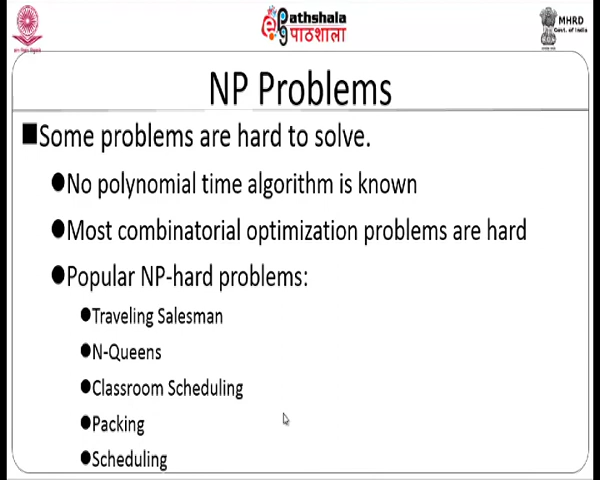 Pathshala
पाठशाला
MHRD
Govt. of India
NP Problems
Some problems are hard to solve.
No polynomial time algorithm is known
Most combinatorial optimization problems are hard
Popular NP-hard problems:
Traveling Salesman
N-Queens
Classroom Scheduling
Packing
Scheduling